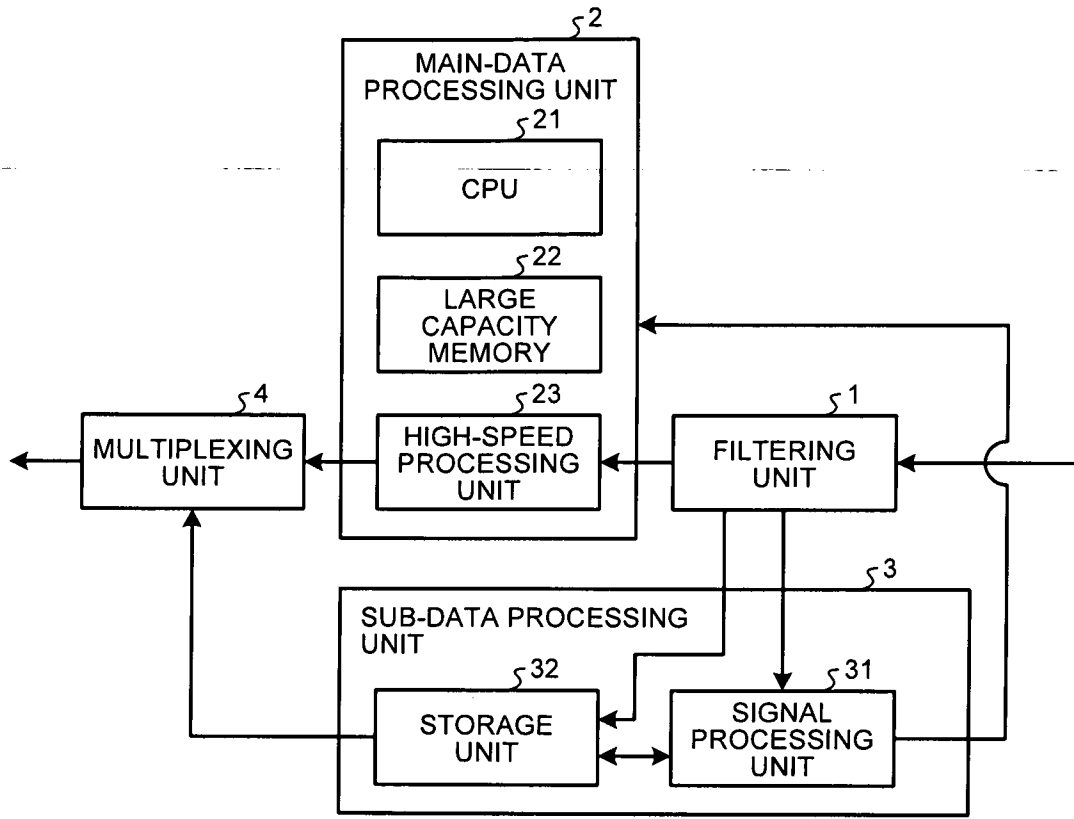 2
MAIN-DATA
PROCESSING UNIT
21
CPU
22
LARGE
CAPACITY
MEMORY
23
HIGH-SPEED
PROCESSING
UNIT
4
MULTIPLEXING
UNIT
1
FILTERING
UNIT
3
SUB-DATA PROCESSING
UNIT
32
STORAGE
UNIT
31
SIGNAL
PROCESSING
UNIT